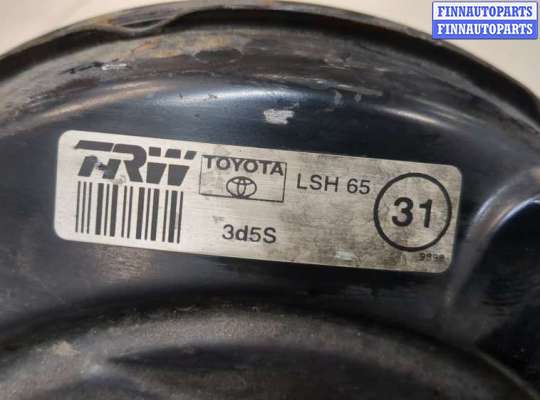 FINNAUTOPARTS
FINNAUTOPARTS
TRW TOYOTA LSH 65 31
3d5S